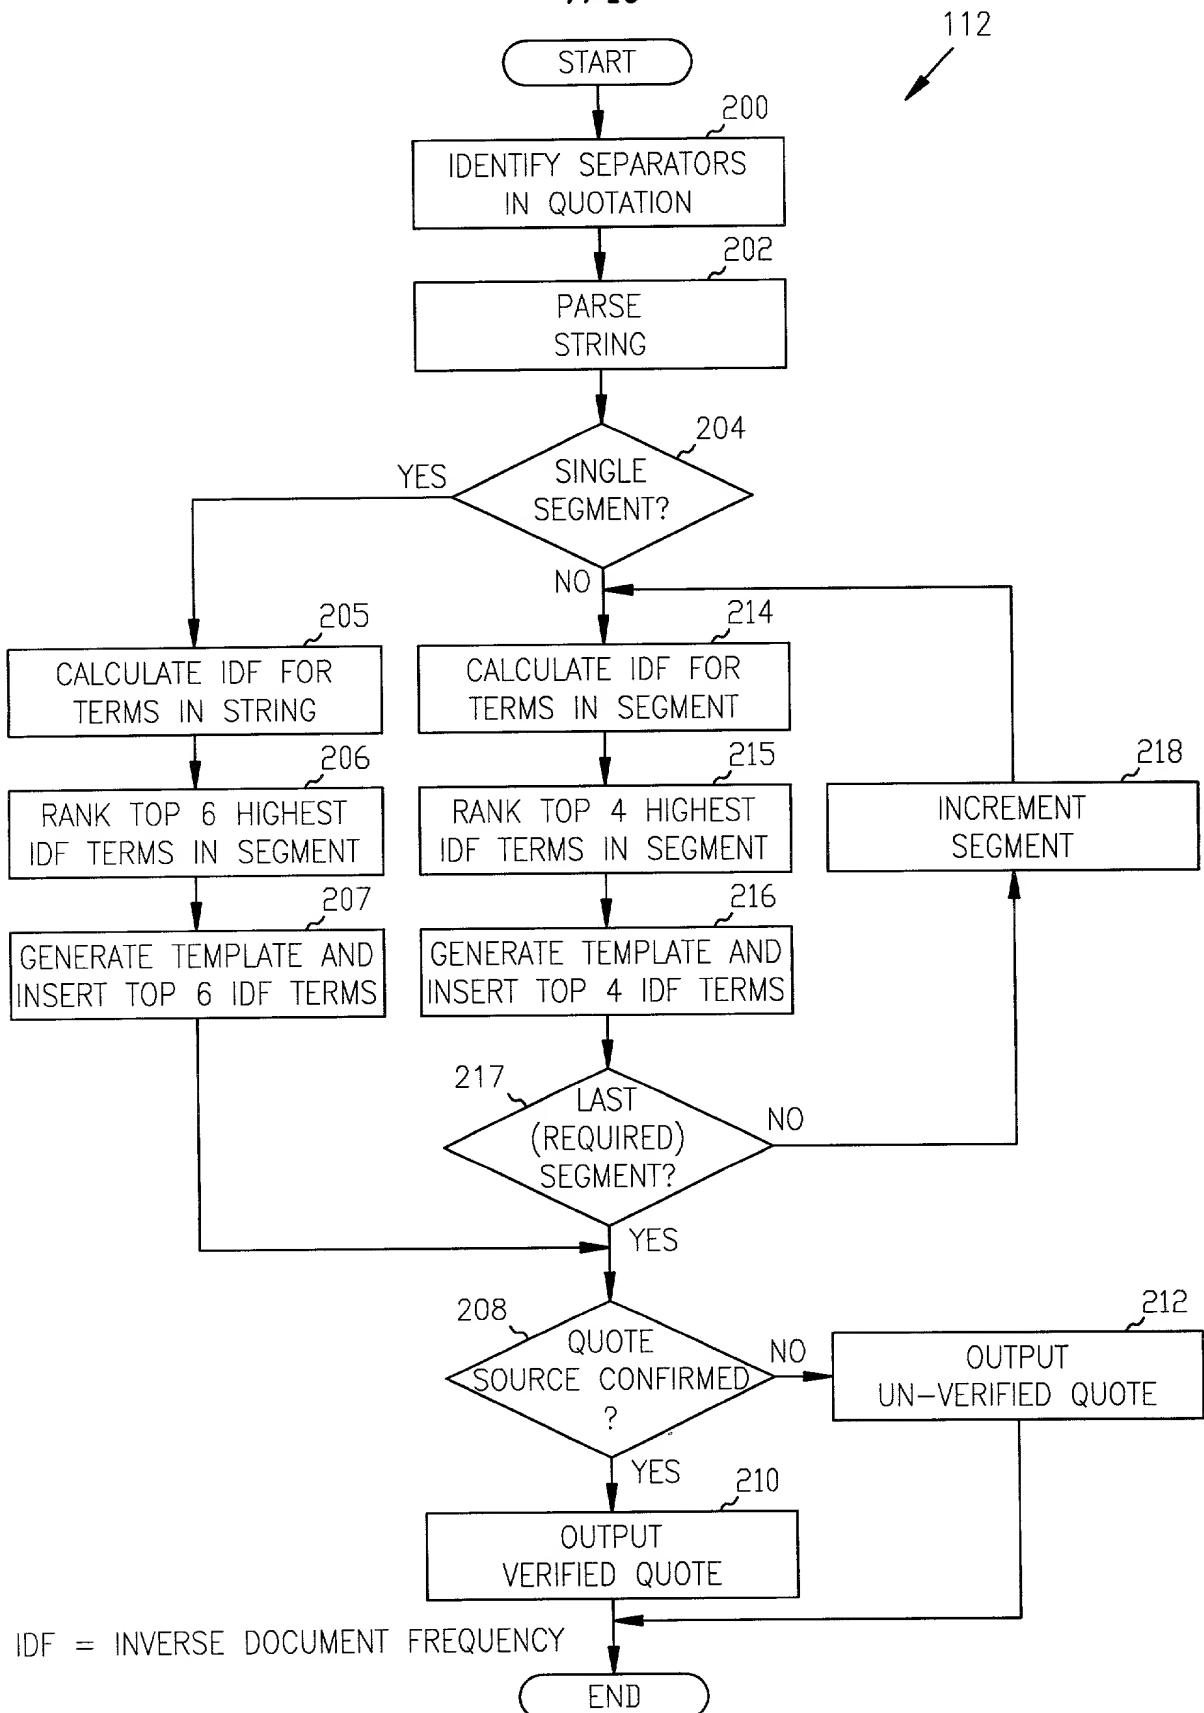 112
START
200
IDENTIFY SEPARATORS
IN QUOTATION
202
PARSE
STRING
204
YES
SINGLE
SEGMENT?
NO
205
CALCULATE IDF FOR
TERMS IN STRING
206
RANK TOP 6 HIGHEST
IDF TERMS IN SEGMENT
207
GENERATE TEMPLATE AND
INSERT TOP 6 IDF TERMS
214
CALCULATE IDF FOR
TERMS IN SEGMENT
215
RANK TOP 4 HIGHEST
IDF TERMS IN SEGMENT
216
GENERATE TEMPLATE AND
INSERT TOP 4 IDF TERMS
218
INCREMENT
SEGMENT
217
LAST
(REQUIRED)
SEGMENT?
NO
YES
208
QUOTE
SOURCE CONFIRMED
?
NO
212
OUTPUT
UN-VERIFIED QUOTE
YES
210
OUTPUT
VERIFIED QUOTE
IDF = INVERSE DOCUMENT FREQUENCY
END